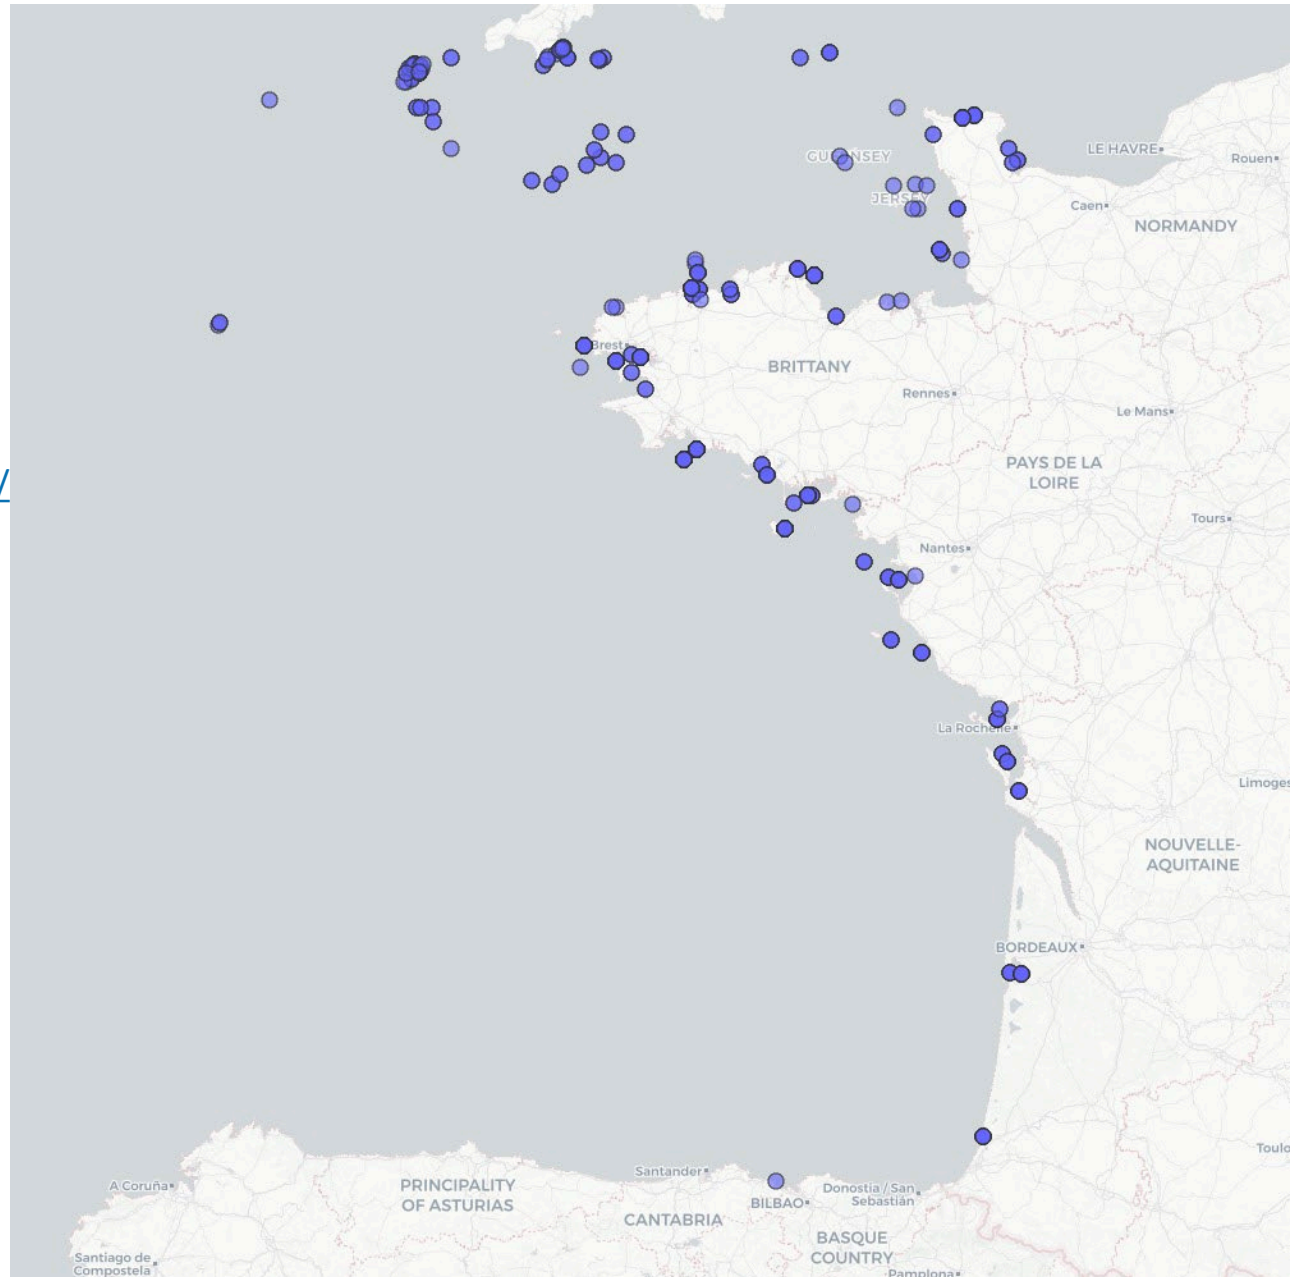 GUERNSEY
LE HAVRE
Rouen
JERSEY
Caen
NORMANDY
Brest
BRITTANY
Rennes
Le Mans
/
PAYS DE LA
LOIRE
Tours
Nantes
La Rochelle
Limoges
NOUVELLE-
AQUITAINE
BORDEAUX
Toulo
Santander
A Coruña
PRINCIPALITY
OF ASTURIAS
BILBAO
Donostia / San
Sebastián
CANTABRIA
BASQUE
COUNTRY
Santiago de
Compostela
Pamplona